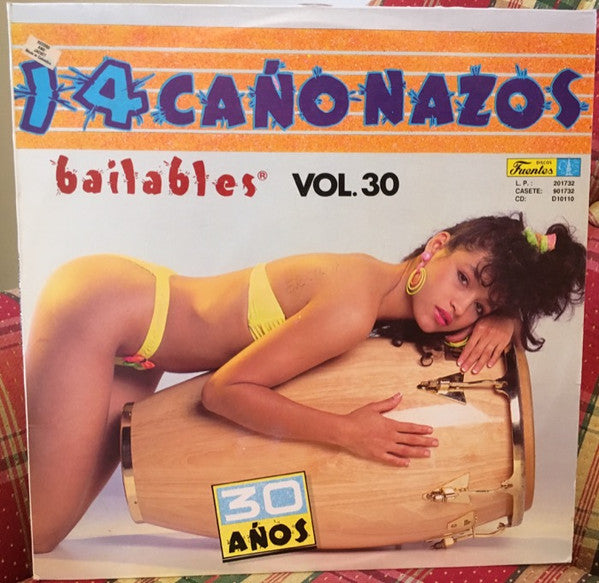 14 CAÑONAZOS
bailables® VOL. 30
DISCOS
Fuentes
L. P. : 201732
CASETE: 901732
CD: D10110
30
AÑOS